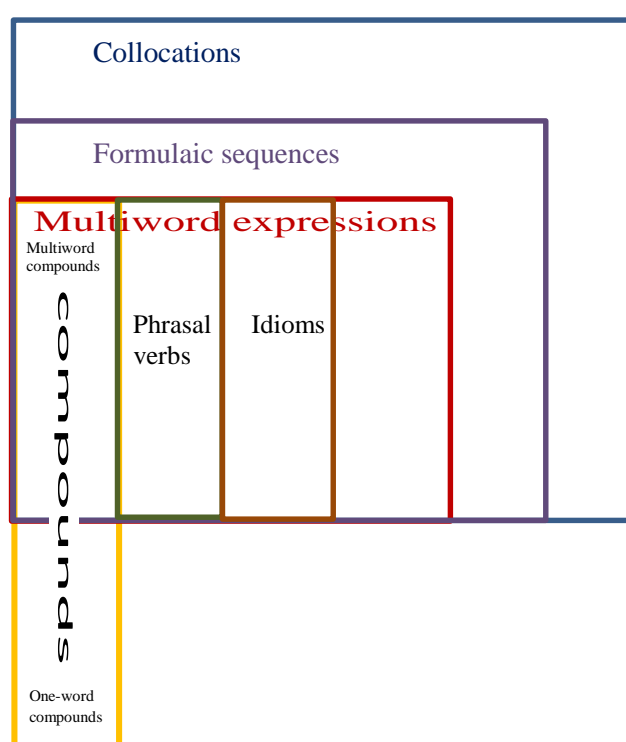 Collocations
Formulaic sequences
Multiword expressions
Multiword
compounds
compounds
Phrasal
verbs
Idioms
One-word
compounds